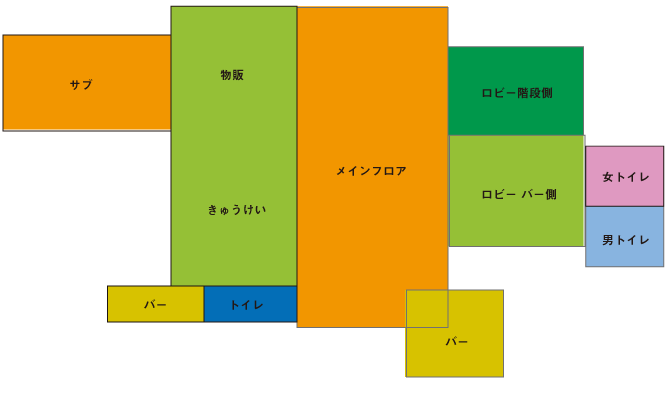 サブ
物販
メインフロア
ロビー階段側
きゅうけい
ロビー バー側
女トイレ
男トイレ
バー
トイレ
バー